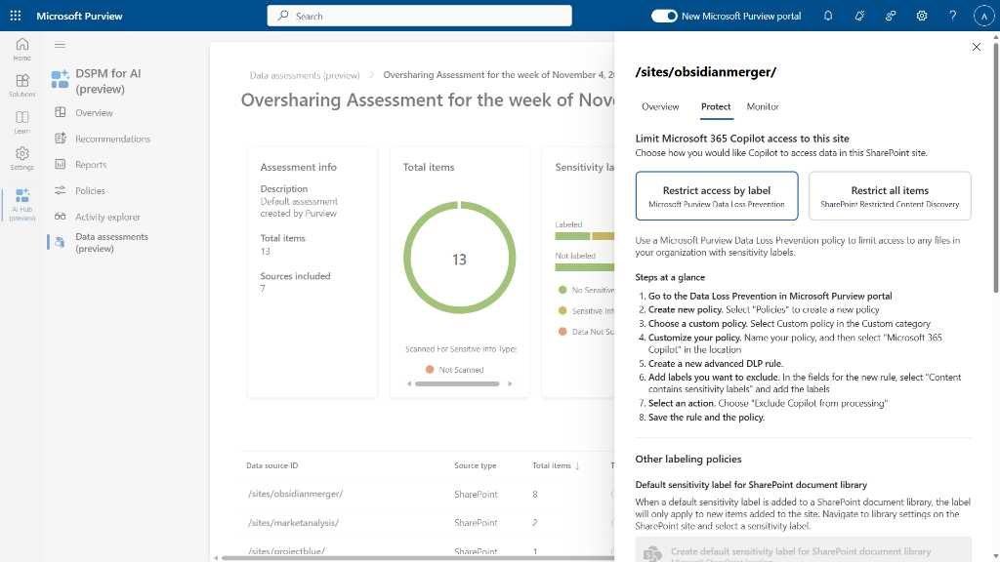 Microsoft Purview
Search
New Microsoft Purview portal
?
A
Home
Solutions
Learn
Settings
AI Hub
(preview)
DSPM for AI
(preview)
Overview
Recommendations
Reports
Policies
Activity explorer
Data assessments
(preview)
Data assessments (preview) > Oversharing Assessment for the week of November 4, 20
Oversharing Assessment for the week of Nove
Assessment info
Description
Default assessment
created by Purview
Total items
13
Sources included
7
Total items
13
Scanned For Sensitive Info Type:
Not Scanned
Sensitivity la
Labeled
Not labeled
No Sensitive
Sensitive Inf
Data Not Sc
Data source ID Source type Total items ↓
/sites/obsidianmerger/ SharePoint 8
/sites/marketanalysis/ SharePoint 2
/sites/projectblue/ SharePoint 1
/sites/obsidianmerger/
Overview Protect Monitor
Limit Microsoft 365 Copilot access to this site
Choose how you would like Copilot to access data in this SharePoint site.
Restrict access by label
Microsoft Purview Data Loss Prevention
Restrict all items
SharePoint Restricted Content Discovery
Use a Microsoft Purview Data Loss Prevention policy to limit access to any files in
your organization with sensitivity labels.
Steps at a glance
1. Go to the Data Loss Prevention in Microsoft Purview portal
2. Create new policy. Select "Policies" to create a new policy
3. Choose a custom policy. Select Custom policy in the Custom category
4. Customize your policy. Name your policy, and then select "Microsoft 365
Copilot" in the location
5. Create a new advanced DLP rule.
6. Add labels you want to exclude. In the fields for the new rule, select "Content
contains sensitivity labels" and add the labels
7. Select an action. Choose "Exclude Copilot from processing"
8. Save the rule and the policy.
Other labeling policies
Default sensitivity label for SharePoint document library
When a default sensitivity label is added to a SharePoint document library, the label
will only apply to new items added to the site. Navigate to library settings on the
SharePoint site and select a sensitivity label.
Create default sensitivity label for SharePoint document library